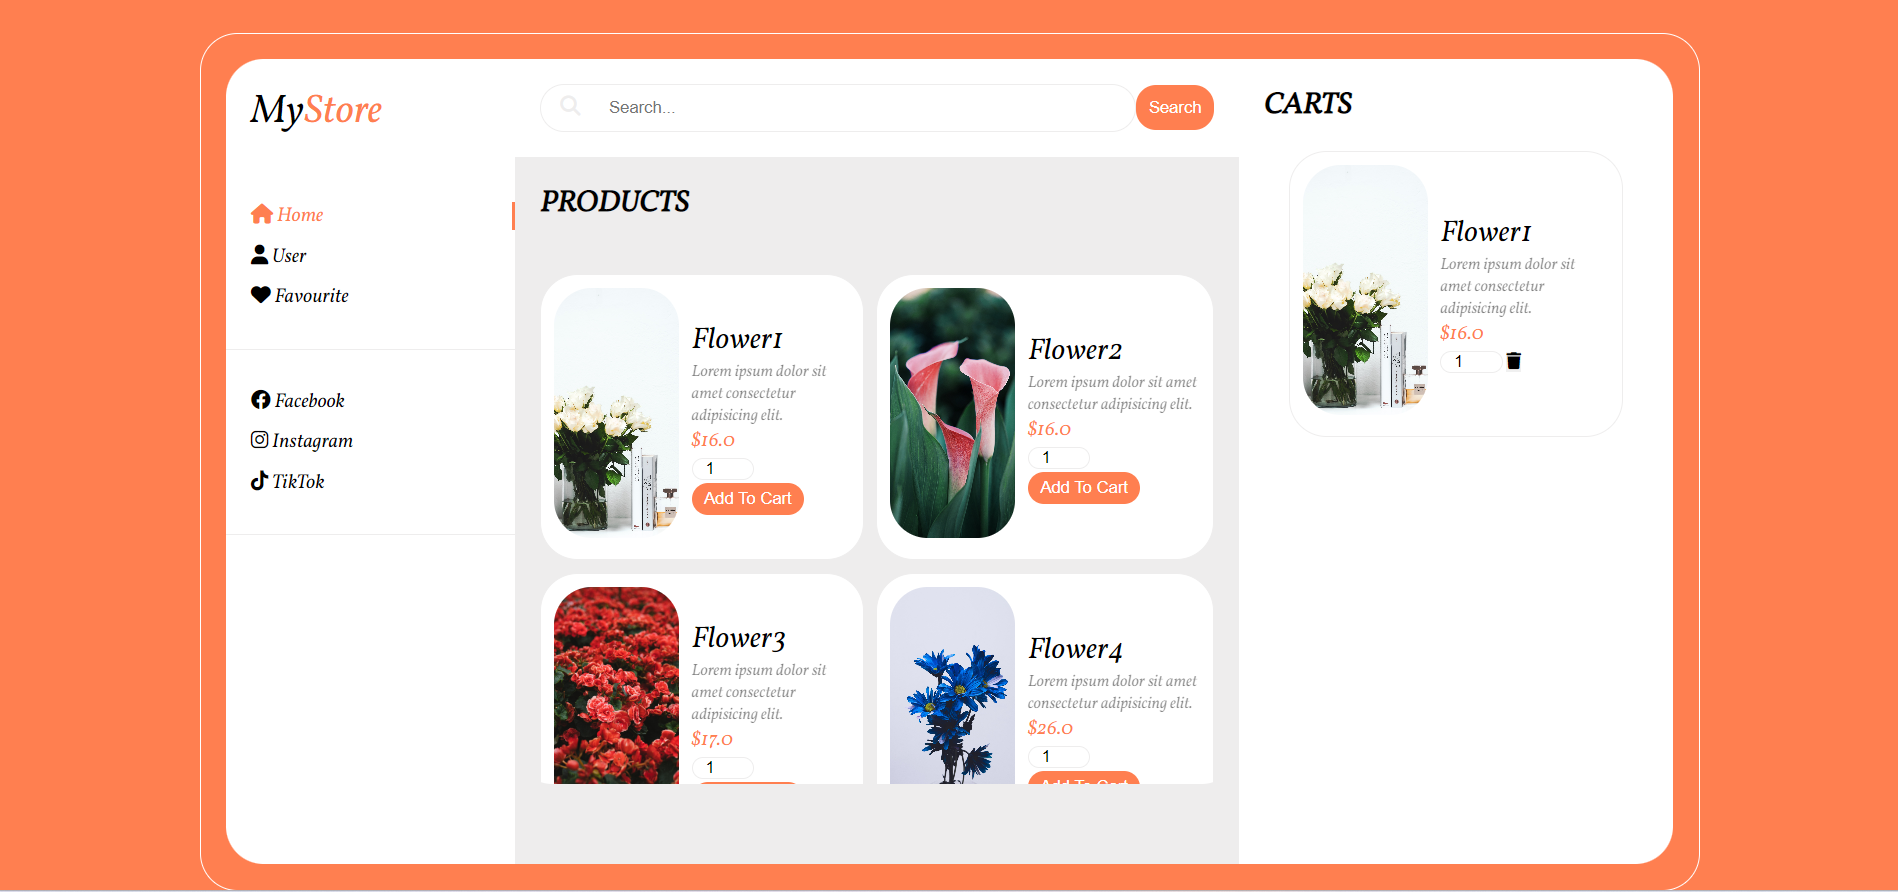 MyStore
Search...
Search
CARTS
Home
User
Favourite
Facebook
Instagram
TikTok
PRODUCTS
Flower1
Lorem ipsum dolor sit
amet consectetur
adipisicing elit.
$16.0
1
Add To Cart
Flower2
Lorem ipsum dolor sit amet
consectetur adipisicing elit.
$16.0
1
Add To Cart
Flower3
Lorem ipsum dolor sit
amet consectetur
adipisicing elit.
$17.0
1
Flower4
Lorem ipsum dolor sit amet
consectetur adipisicing elit.
$26.0
1
Add To Cart
Flower1
Lorem ipsum dolor sit
amet consectetur
adipisicing elit.
$16.0
1